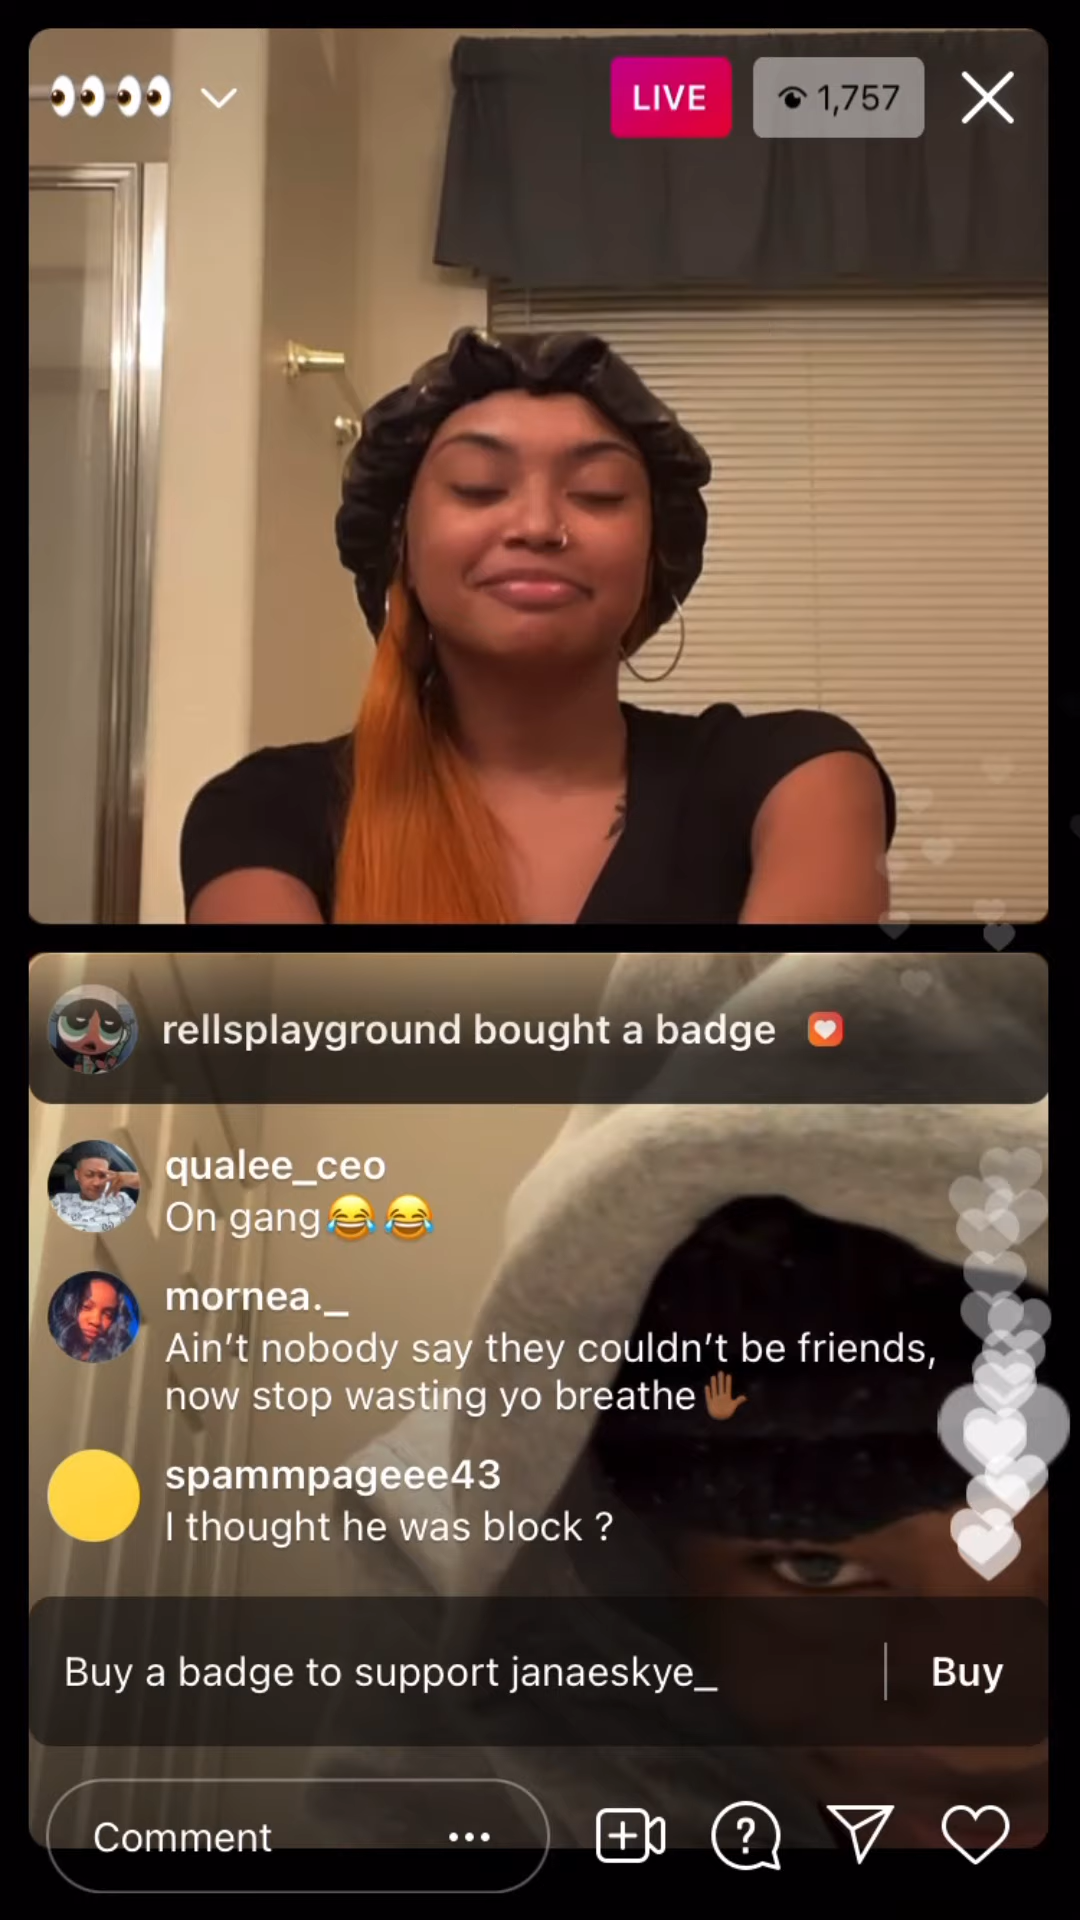 👀👀
LIVE
1,757
rellsplayground bought a badge
qualee_ceo
On gang😂😂
mornea._
Ain’t nobody say they couldn’t be friends,
now stop wasting yo breathe✋🏾
spammpageee43
I thought he was block ?
Buy a badge to support janaeskye_
Buy
Comment